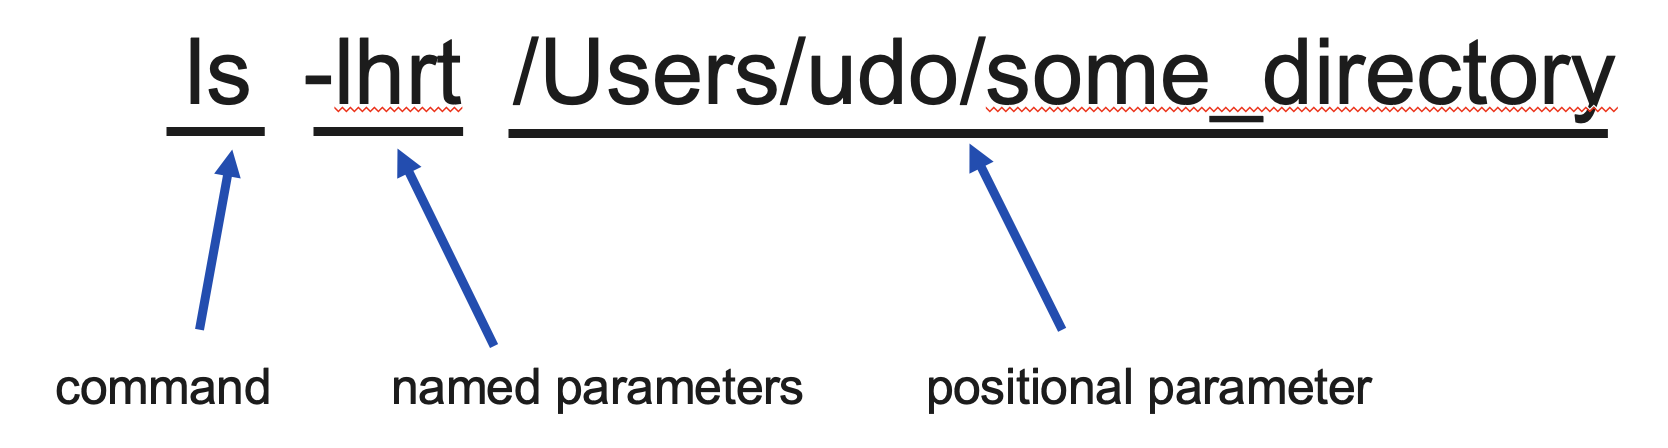 ls -lhrt /Users/udo/some_directory
command named parameters positional parameter